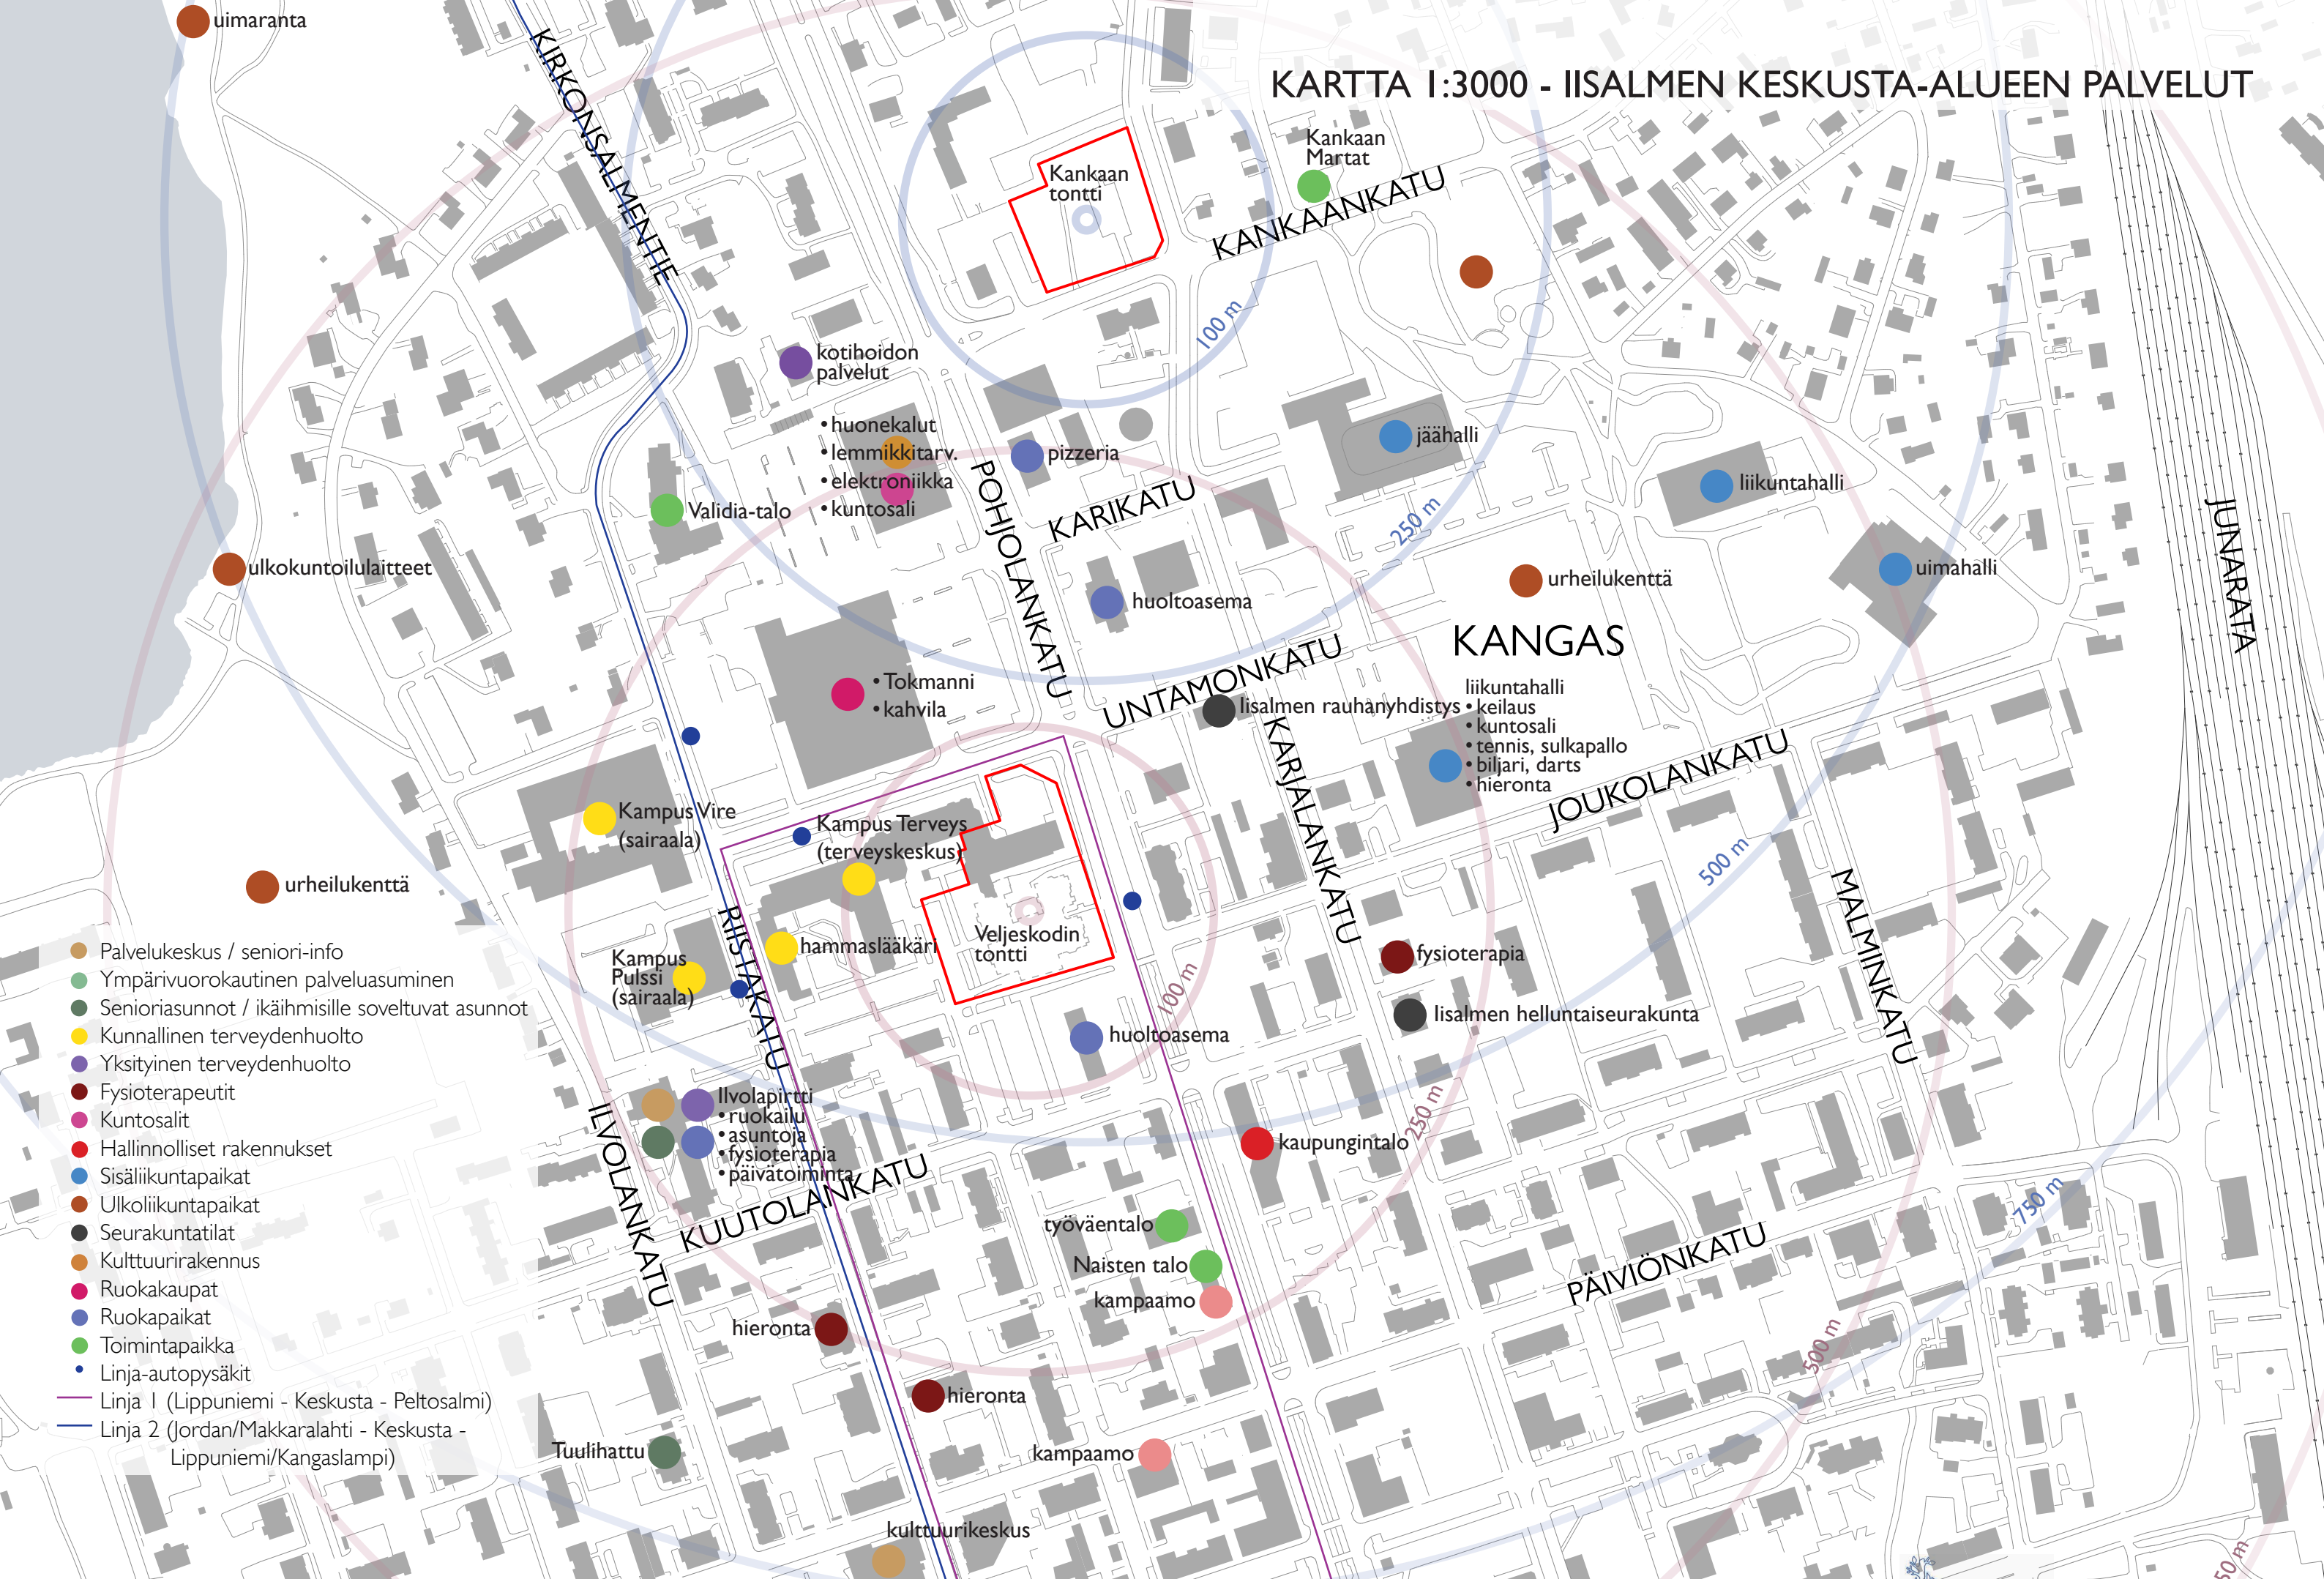 uimaranta
KIRKONSALMENTIE
KARTTA 1:3000 - IISALMEN KESKUSTA-ALUEEN PALVELUT
Kankaan
tontti
Kankaan
Martat
KANKAANKATU
100 m
kotihoidon
palvelut
• huonekalut
• lemmikkitarv.
• elektroniikka
• kuntosali
pizzeria
jäähalli
liikuntahalli
POHJOLANKATU
KARIKATU
250 m
Validia-talo
ulkokuntoilulaitteet
huoltoasema
urheilukenttä
uimahalli
JUNARATA
KANGAS
UNTAMONKATU
• Tokmanni
• kahvila
Iisalmen rauhanyhdistys
liikuntahalli
• keilaus
• kuntosali
• tennis, sulkapallo
• biljari, darts
• hieronta
KARJALANKATU
JOUKOLANKATU
Kampus Vire
(sairaala)
Kampus Terveys
(terveyskeskus)
500 m
MALMINKATU
urheilukenttä
RIISTAKATU
hammaslääkäri
Veljeskodin
tontti
100 m
Kampus
Pulssi
(sairaala)
fysioterapia
Iisalmen helluntaiseurakunta
huoltoasema
Ilvolapirtti
• ruokailu
• asuntoja
• fysioterapia
• päivätoiminta
ILVOLANKATU
KUUTOLANKATU
250 m
kaupungintalo
työväentalo
Naisten talo
kampaamo
750 m
PÄIVIÖNKATU
500 m
hieronta
hieronta
Tuulihattu
kampaamo
kulttuurikeskus
50 m
Palvelukeskus / seniori-info
Ympärivuorokautinen palveluasuminen
Senioriasunnot / ikäihmisille soveltuvat asunnot
Kunnallinen terveydenhuolto
Yksityinen terveydenhuolto
Fysioterapeutit
Kuntosalit
Hallinnolliset rakennukset
Sisäliikuntapaikat
Ulkoliikuntapaikat
Seurakuntatilat
Kulttuurirakennus
Ruokakaupat
Ruokapaikat
Toimintapaikka
Linja-autopysäkit
Linja 1 (Lippuniemi - Keskusta - Peltosalmi)
Linja 2 (Jordan/Makkaralahti - Keskusta -
Lippuniemi/Kangaslampi)